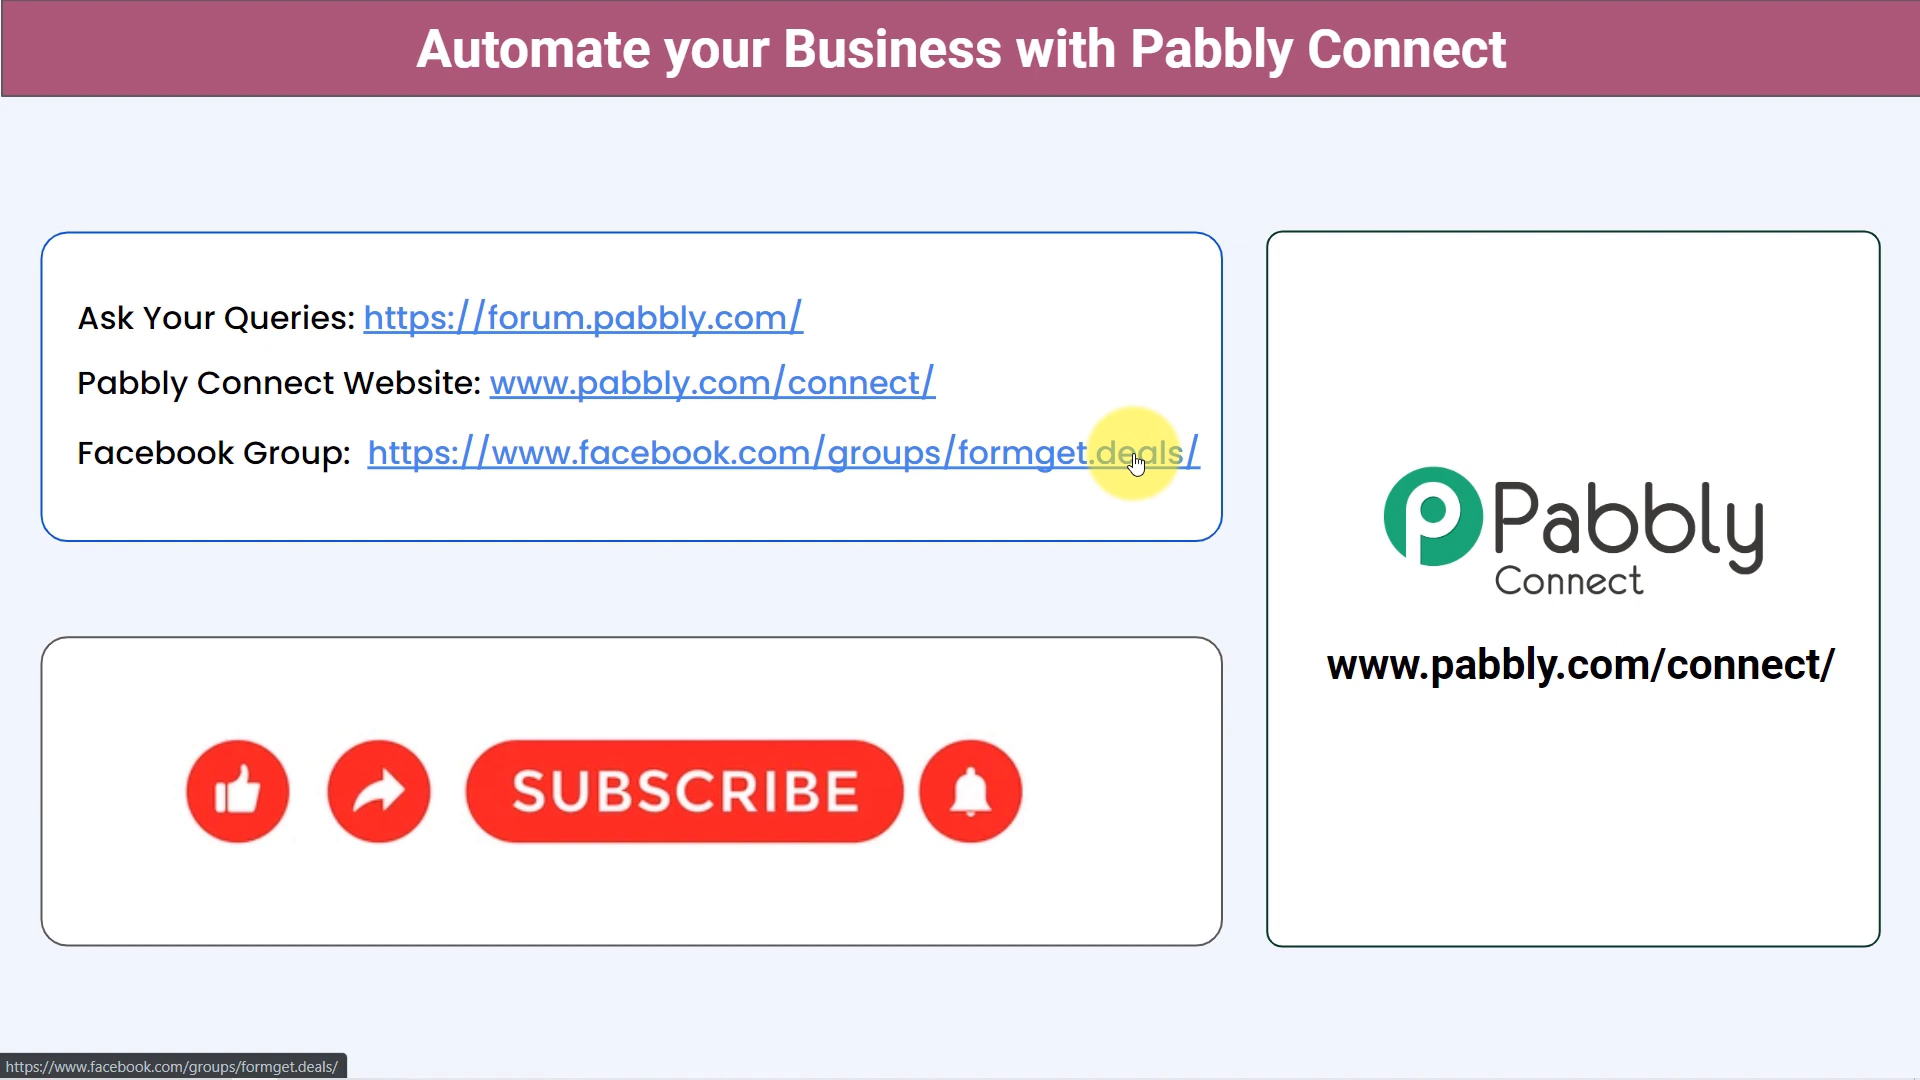 Automate your Business with Pabbly Connect
Ask Your Queries: https://forum.pabbly.com/
Pabbly Connect Website: www.pabbly.com/connect/
Facebook Group: https://www.facebook.com/groups/formget.deals/
Pabbly
Connect
www.pabbly.com/connect/
SUBSCRIBE
https://www.facebook.com/groups/formget.deals/